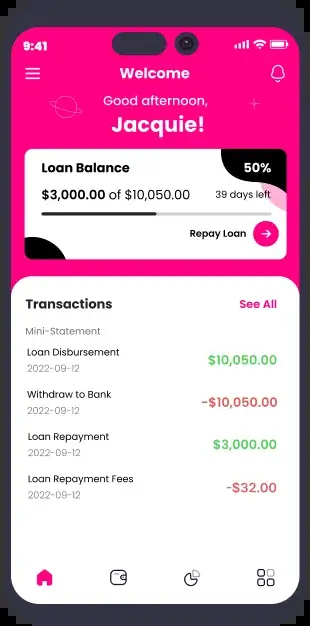 9:41
Welcome
Good afternoon,
Jacquie!
Loan Balance 50%
$3,000.00 of $10,050.00 39 days left
Repay Loan
Transactions See All
Mini-Statement
Loan Disbursement $10,050.00
2022-09-12
Withdraw to Bank -$10,050.00
2022-09-12
Loan Repayment $3,000.00
2022-09-12
Loan Repayment Fees -$32.00
2022-09-12